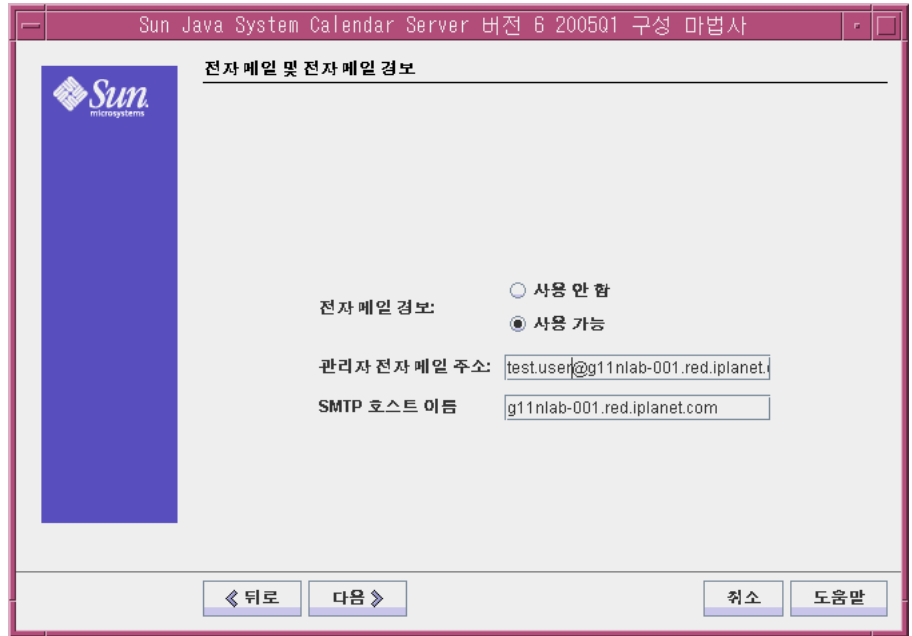 Sun Java System Calendar Server 버전 6 2005Q1 구성 마법사
전자 메일 및 전자 메일 경보
Sun
microsystems
전자 메일 경보:
사용 안 함
사용 가능
관리자 전자 메일 주소:
test.user@g11nlab-001.red.iplanet.
SMTP 호스트 이름
g11nlab-001.red.iplanet.com
뒤로
다음
취소
도움말